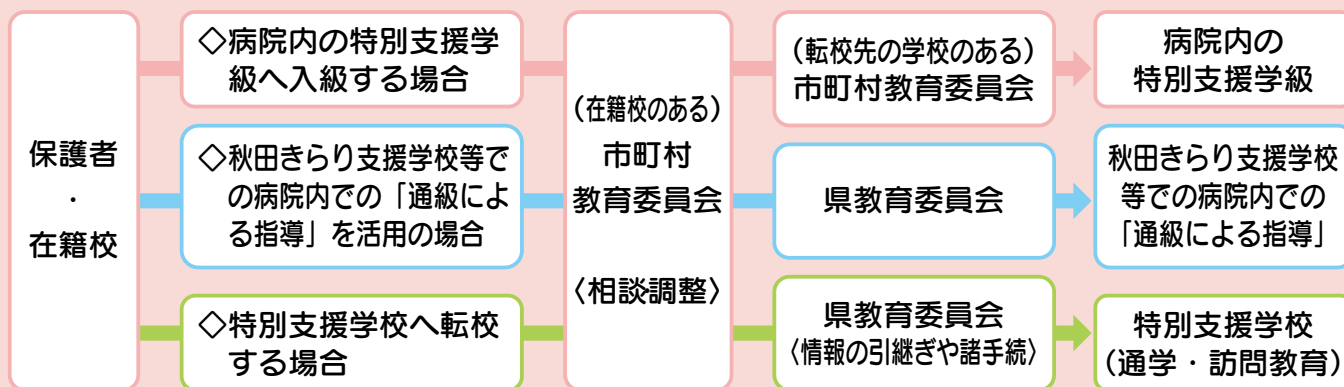 保護者
・
在籍校
◇病院内の特別支援学
級へ入級する場合
◇秋田きらり支援学校等で
の病院内での「通級によ
る指導」を活用の場合
◇特別支援学校へ転校
する場合
（在籍校のある）
市町村
教育委員会
〈相談調整〉
（転校先の学校のある）
市町村教育委員会
県教育委員会
県教育委員会
〈情報の引継ぎや諸手続〉
病院内の
特別支援学級
秋田きらり支援学校
等での病院内での
「通級による指導」
特別支援学校
（通学・訪問教育）